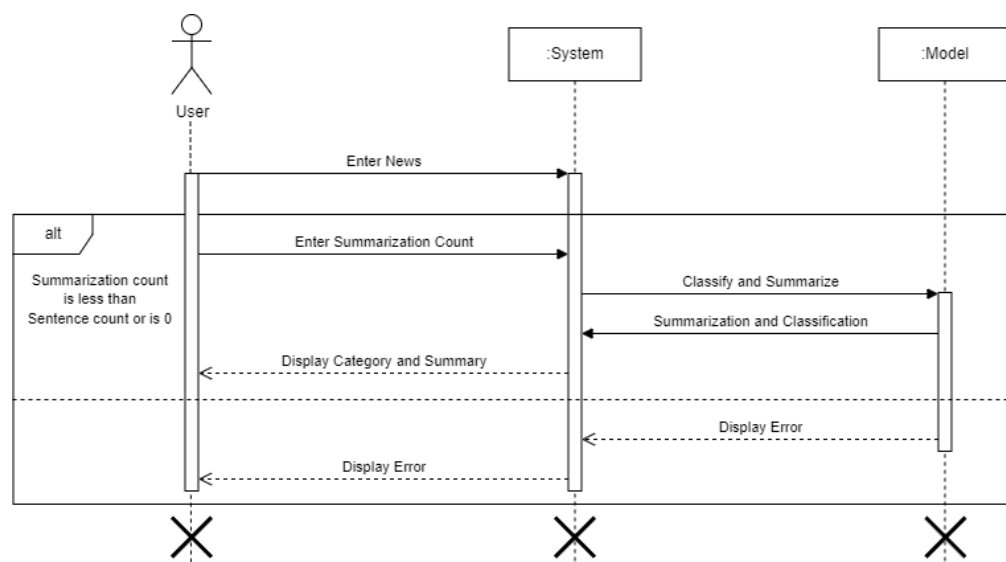 :System
:Model
User
Enter News
alt
Enter Summarization Count
Summarization count
is less than
Sentence count or is 0
Classify and Summarize
Summarization and Classification
Display Category and Summary
Display Error
Display Error